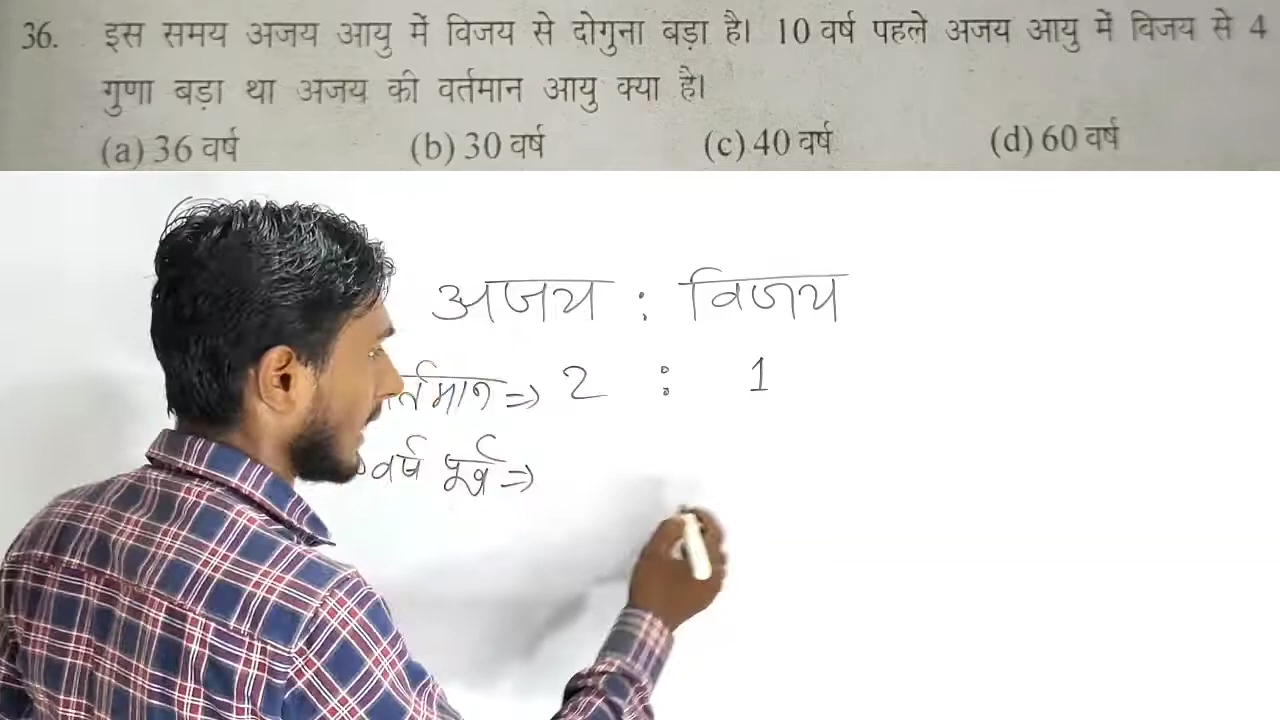 36. इस समय अजय आयु में विजय से दोगुना बड़ा है। 10 वर्ष पहले अजय आयु में विजय से 4
गुणा बड़ा था अजय की वर्तमान आयु क्या है।
(a) 36 वर्ष (b) 30 वर्ष (c) 40 वर्ष (d) 60 वर्ष
अजय : विजय
र्तमान => 2 : 1
वर्ष पूर्व =>